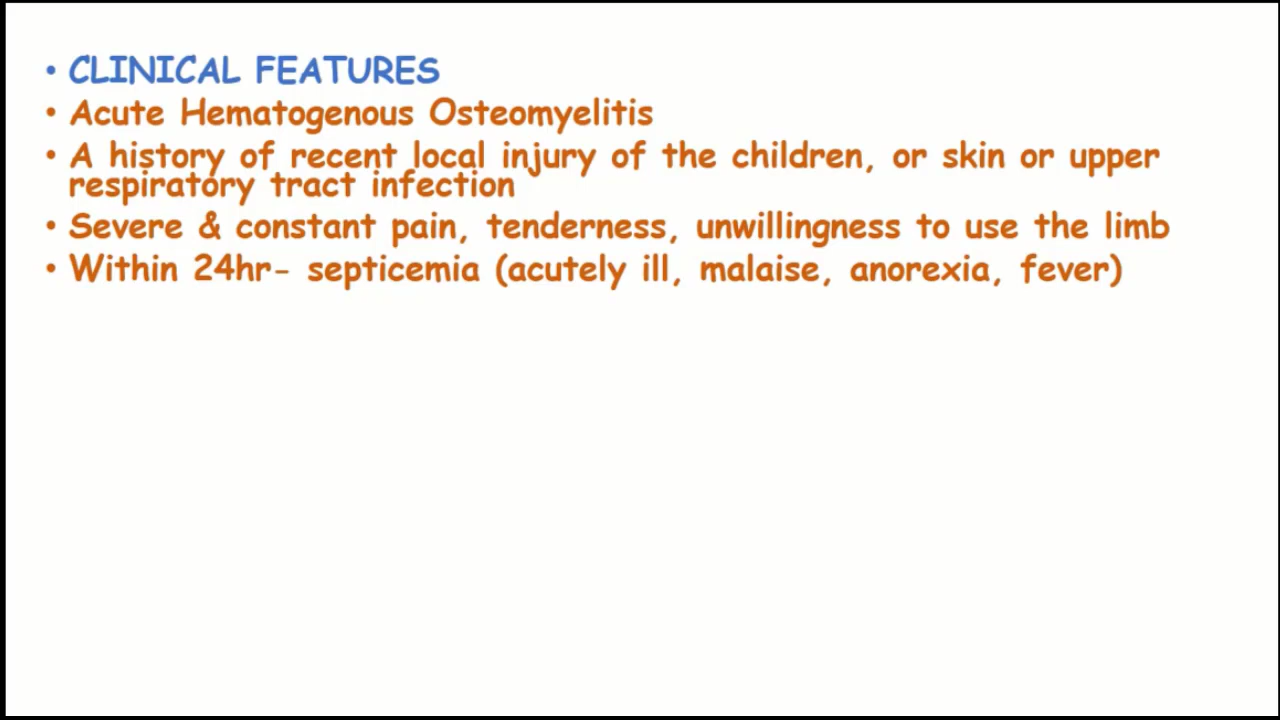 • CLINICAL FEATURES
• Acute Hematogenous Osteomyelitis
• A history of recent local injury of the children, or skin or upper
respiratory tract infection
• Severe & constant pain, tenderness, unwillingness to use the limb
• Within 24hr- septicemia (acutely ill, malaise, anorexia, fever)